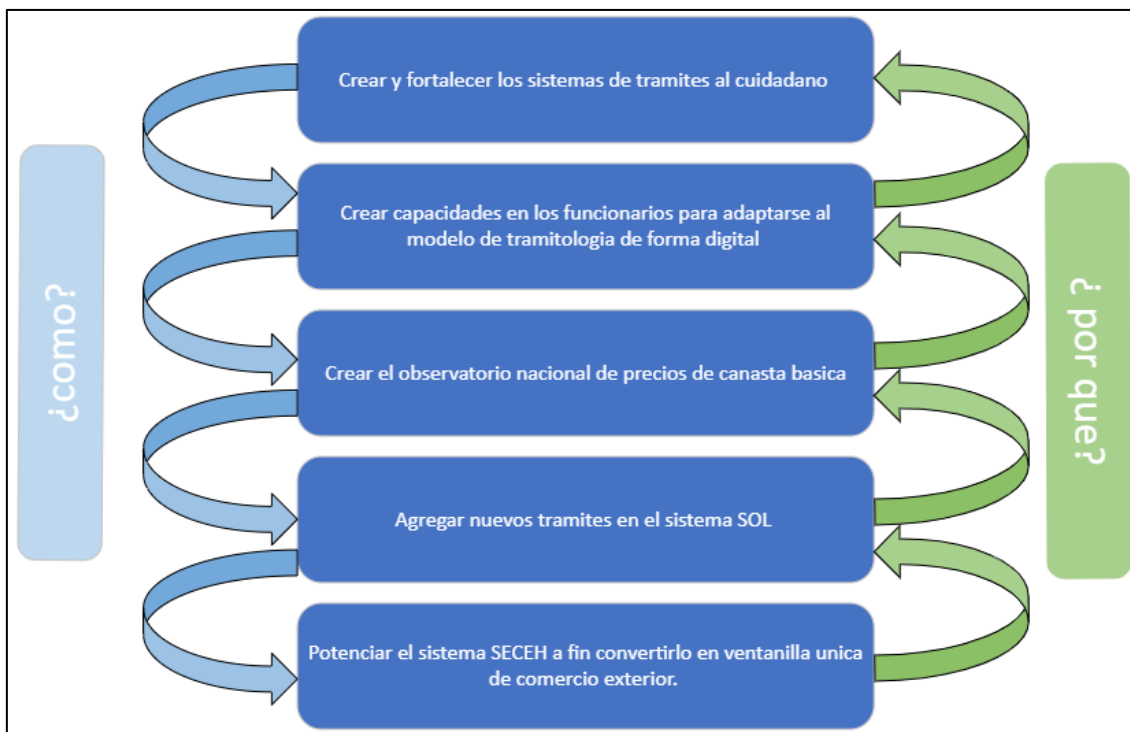 Crear y fortalecer los sistemas de tramites al cuidadano
¿como?
Crear capacidades en los funcionarios para adaptarse al
modelo de tramitologia de forma digital
¿ por que?
Crear el observatorio nacional de precios de canasta basica
Agregar nuevos tramites en el sistema SOL
Potenciar el sistema SECEH a fin convertirlo en ventanilla unica
de comercio exterior.